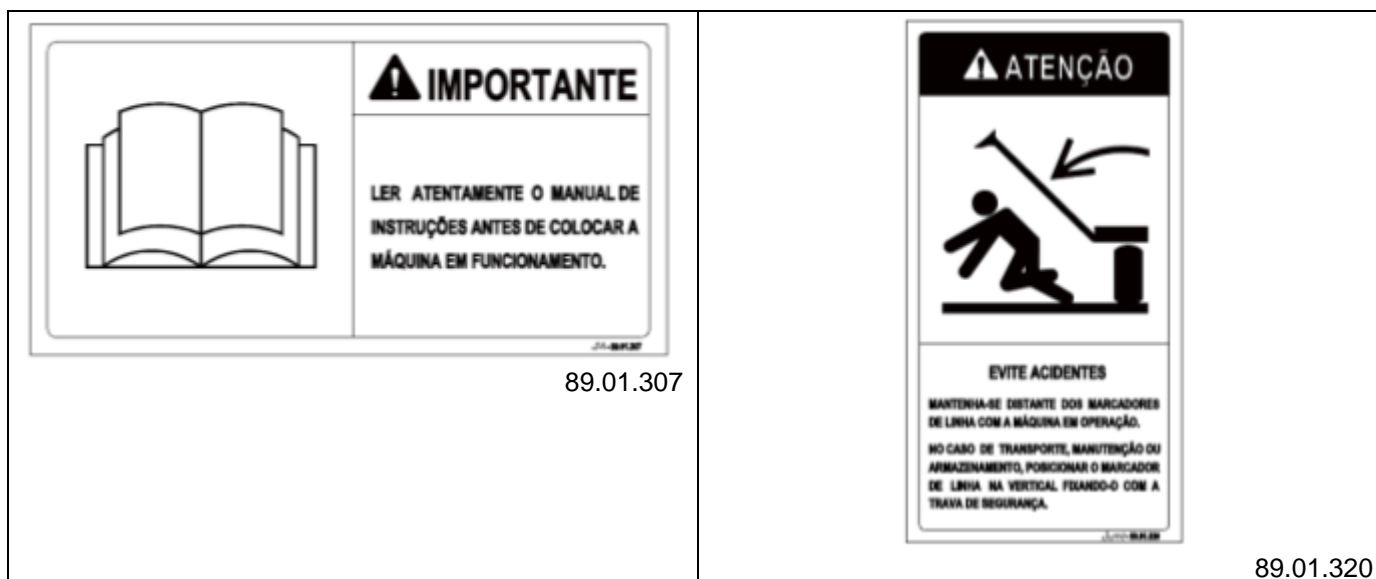 IMPORTANTE
LER ATENTAMENTE O MANUAL DE
INSTRUÇÕES ANTES DE COLOCAR A
MÁQUINA EM FUNCIONAMENTO.
89.01.307
ATENÇÃO
EVITE ACIDENTES
MANTENHA-SE DISTANTE DOS MARCADORES
DE LINHA COM A MÁQUINA EM OPERAÇÃO.
NO CASO DE TRANSPORTE, MANUTENÇÃO OU
ARMAZENAMENTO, POSICIONAR O MARCADOR
DE LINHA NA VERTICAL FIXANDO-O COM A
TRAVA DE SEGURANÇA.
89.01.320